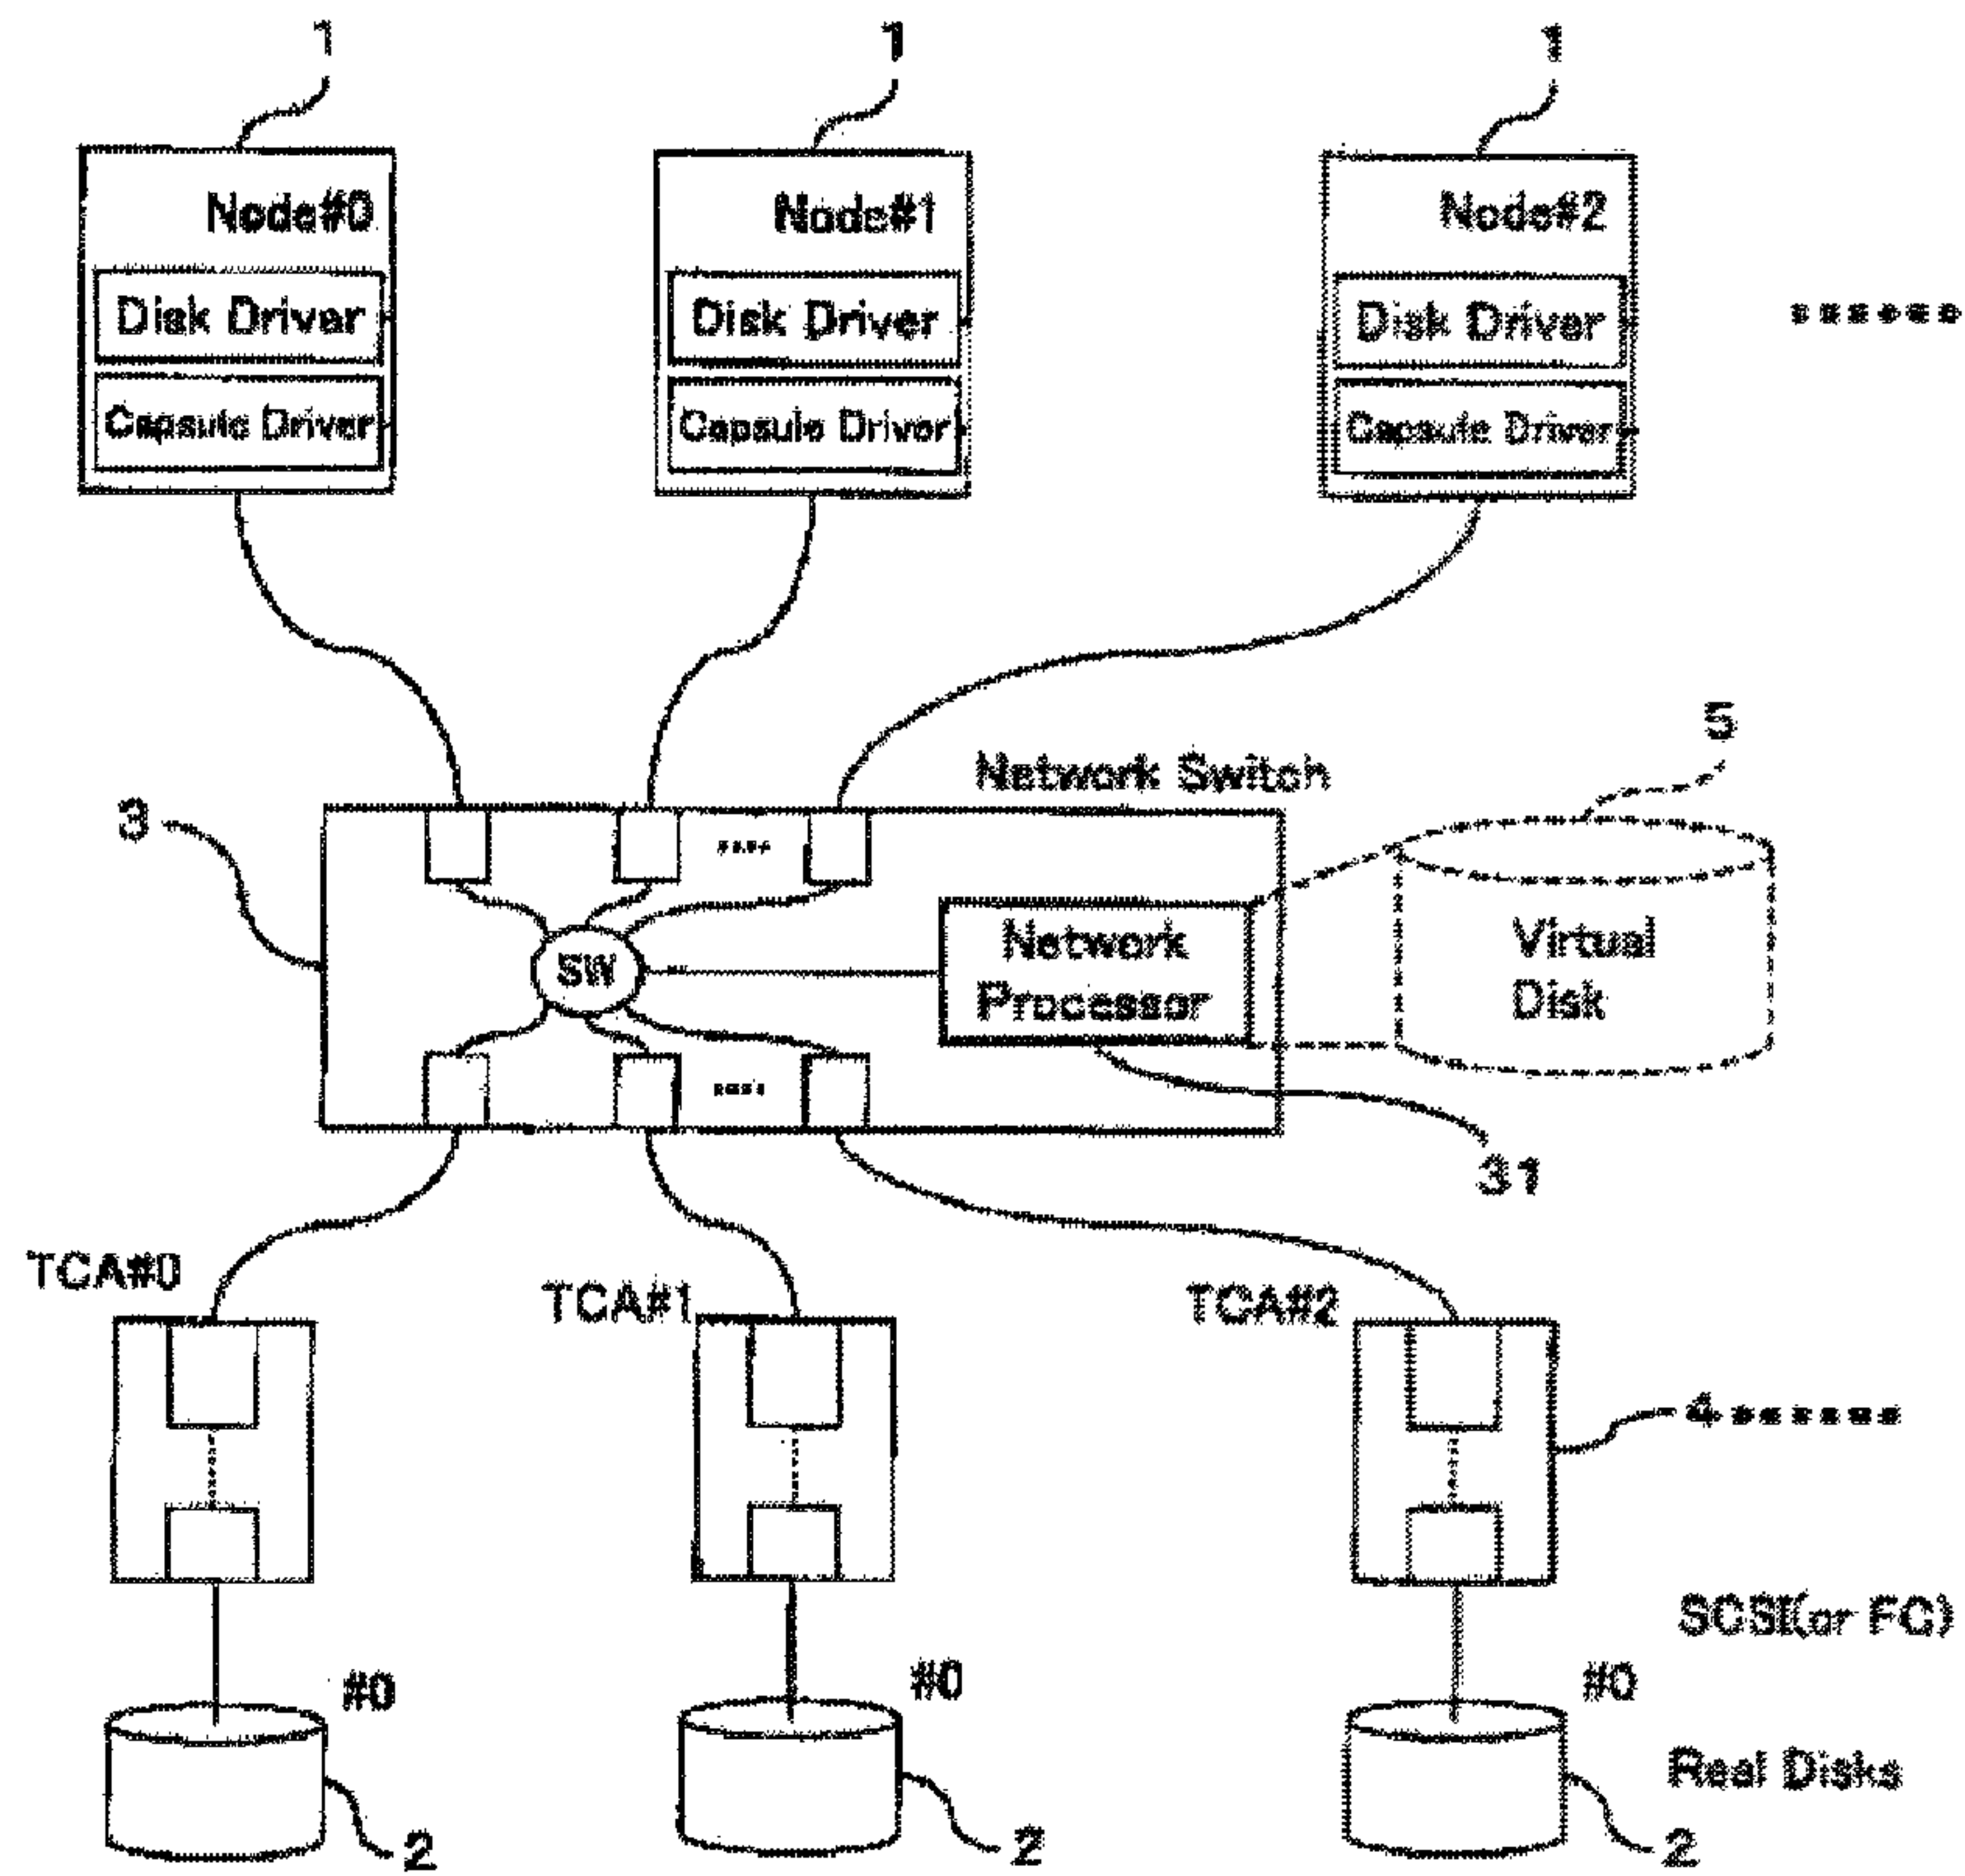 1 1 1
Node#0 Node#1 Node#2
Disk Driver Disk Driver Disk Driver
Capsule Driver Capsule Driver Capsule Driver
5
Network Switch
3
SW
Network
Processor
Virtual
Disk
31
TCA#0 TCA#1 TCA#2
4
SCSI(or FC)
#0 #0 #0
Real Disks
2 2 2